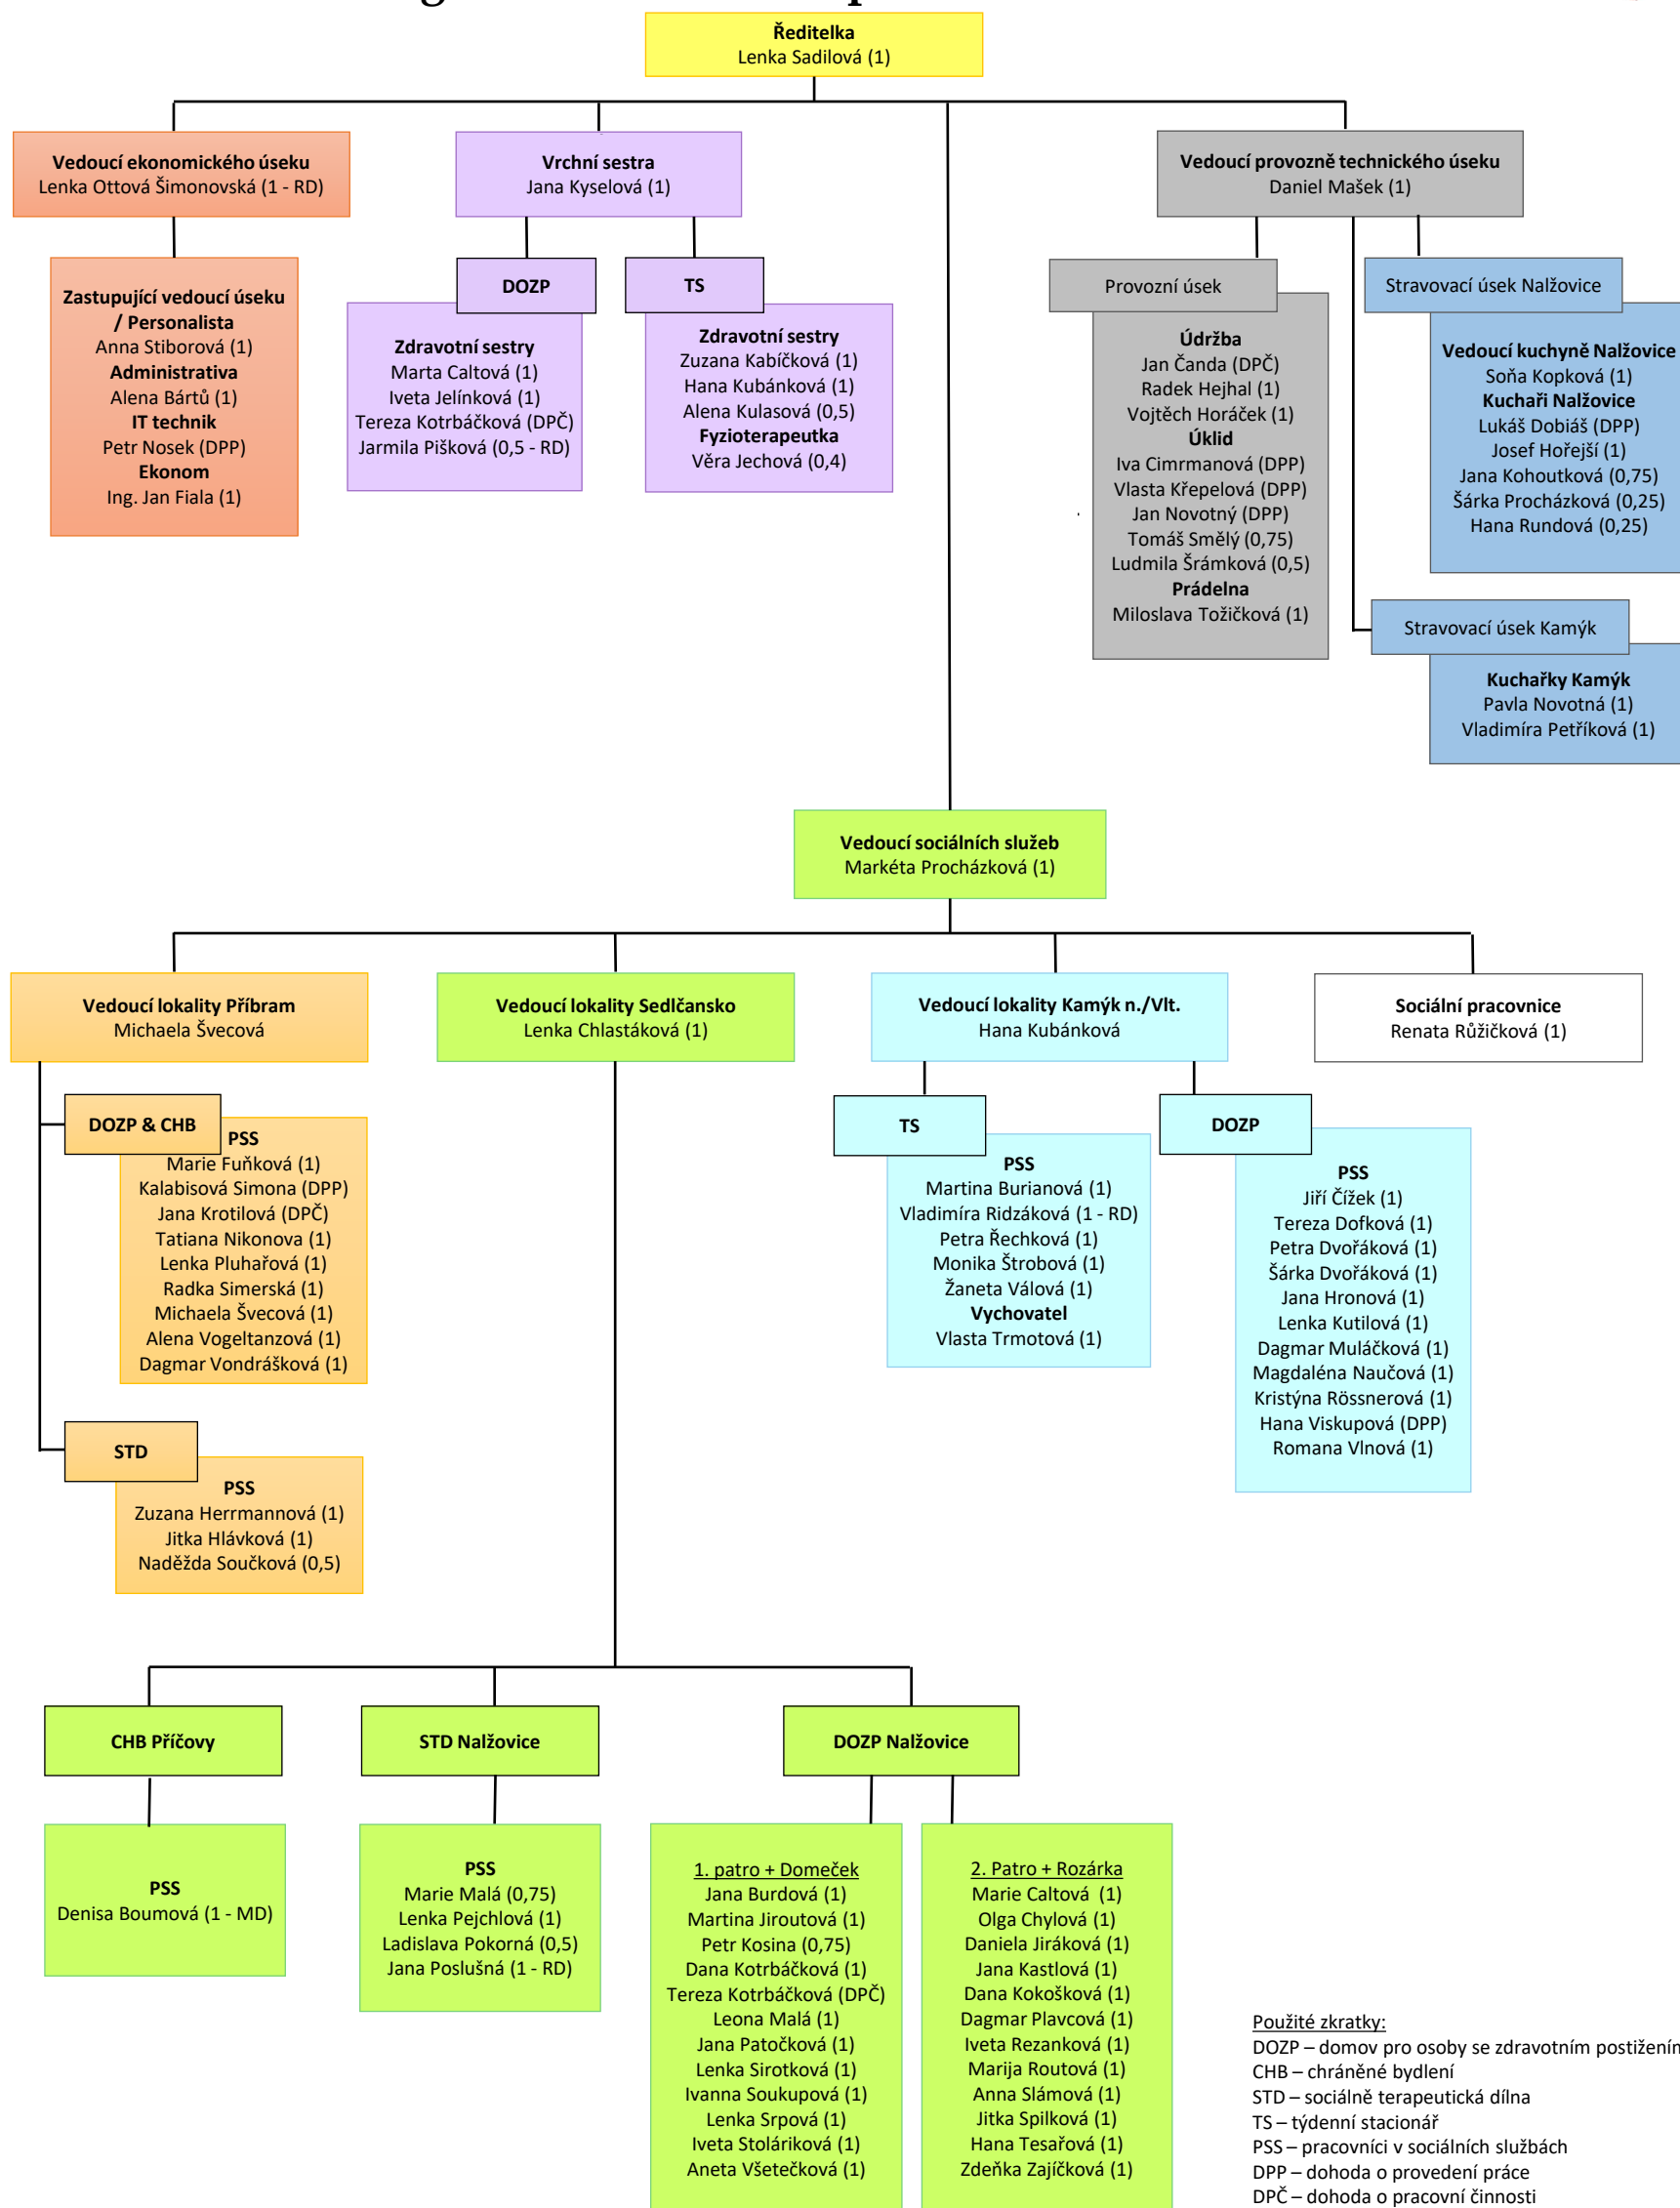 Ředitelka
Lenka Sadilová (1)
Vedoucí ekonomického úseku
Lenka Ottová Šimonovská (1 - RD)
Vrchní sestra
Jana Kyselová (1)
Vedoucí provozně technického úseku
Daniel Mašek (1)
Zastupující vedoucí úseku
/ Personalista
Anna Stiborová (1)
Administrativa
Alena Bártů (1)
IT technik
Petr Nosek (DPP)
Ekonom
Ing. Jan Fiala (1)
DOZP
Zdravotní sestry
Marta Caltová (1)
Iveta Jelínková (1)
Tereza Kotrbáčková (DPČ)
Jarmila Pišková (0,5 - RD)
TS
Zdravotní sestry
Zuzana Kabíčková (1)
Hana Kubánková (1)
Alena Kulasová (0,5)
Fyzioterapeutka
Věra Jechová (0,4)
Provozní úsek
Údržba
Jan Čanda (DPČ)
Radek Hejhal (1)
Vojtěch Horáček (1)
Úklid
Iva Cimrmanová (DPP)
Vlasta Křepelová (DPP)
Jan Novotný (DPP)
Tomáš Smělý (0,75)
Ludmila Šrámková (0,5)
Prádelna
Miloslava Tožičková (1)
Stravovací úsek Nalžovice
Vedoucí kuchyně Nalžovice
Soňa Kopková (1)
Kuchaři Nalžovice
Lukáš Dobiáš (DPP)
Josef Hořejší (1)
Jana Kohoutková (0,75)
Šárka Procházková (0,25)
Hana Rundová (0,25)
Stravovací úsek Kamýk
Kuchařky Kamýk
Pavla Novotná (1)
Vladimíra Petříková (1)
Vedoucí sociálních služeb
Markéta Procházková (1)
Vedoucí lokality Příbram
Michaela Švecová
Vedoucí lokality Sedlčansko
Lenka Chlastáková (1)
Vedoucí lokality Kamýk n./Vlt.
Hana Kubánková
Sociální pracovnice
Renata Růžičková (1)
DOZP & CHB
PSS
Marie Fuňková (1)
Kalabisová Simona (DPP)
Jana Krotilová (DPČ)
Tatiana Nikonova (1)
Lenka Pluhařová (1)
Radka Simerská (1)
Michaela Švecová (1)
Alena Vogeltanzová (1)
Dagmar Vondrášková (1)
STD
PSS
Zuzana Herrmannová (1)
Jitka Hlávková (1)
Naděžda Součková (0,5)
TS
PSS
Martina Burianová (1)
Vladimíra Ridzáková (1 - RD)
Petra Řechková (1)
Monika Štrobová (1)
Žaneta Válová (1)
Vychovatel
Vlasta Trmotová (1)
DOZP
PSS
Jiří Čížek (1)
Tereza Dofková (1)
Petra Dvořáková (1)
Šárka Dvořáková (1)
Jana Hronová (1)
Lenka Kutilová (1)
Dagmar Muláčková (1)
Magdaléna Naučová (1)
Kristýna Rössnerová (1)
Hana Viskupová (DPP)
Romana Vlnová (1)
CHB Příčovy
PSS
Denisa Boumová (1 - MD)
STD Nalžovice
PSS
Marie Malá (0,75)
Lenka Pejchlová (1)
Ladislava Pokorná (0,5)
Jana Poslušná (1 - RD)
DOZP Nalžovice
1. patro + Domeček
Jana Burdová (1)
Martina Jiroutová (1)
Petr Kosina (0,75)
Dana Kotrbáčková (1)
Tereza Kotrbáčková (DPČ)
Leona Malá (1)
Jana Patočková (1)
Lenka Sirotková (1)
Ivanna Soukupová (1)
Lenka Srpová (1)
Iveta Stoláriková (1)
Aneta Všetečková (1)
2. Patro + Rozárka
Marie Caltová (1)
Olga Chylová (1)
Daniela Jiráková (1)
Jana Kastlová (1)
Dana Kokošková (1)
Dagmar Plavcová (1)
Iveta Rezanková (1)
Marija Routová (1)
Anna Slámová (1)
Jitka Spilková (1)
Hana Tesařová (1)
Zdeňka Zajíčková (1)
Použité zkratky:
DOZP – domov pro osoby se zdravotním postižením
CHB – chráněné bydlení
STD – sociálně terapeutická dílna
TS – týdenní stacionář
PSS – pracovníci v sociálních službách
DPP – dohoda o provedení práce
DPČ – dohoda o pracovní činnosti